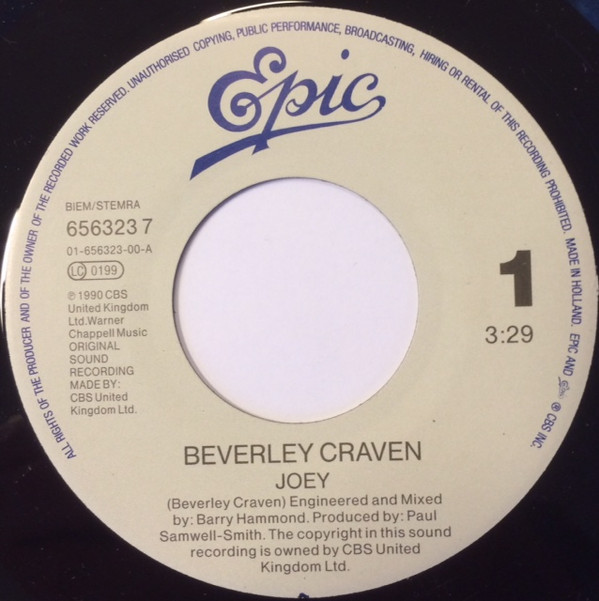 ALL RIGHTS OF THE PRODUCER AND OF THE OWNER OF THE RECORDED WORK RESERVED. UNAUTHORISED COPYING, PUBLIC PERFORMANCE, BROADCASTING, HIRING OR RENTAL OF THIS RECORDING PROHIBITED. MADE IN HOLLAND. EPIC AND Epic ® CBS INC.
Epic
BIEM/STEMRA
656323 7
01-656323-00-A
LC 0199
℗ 1990 CBS
United Kingdom
Ltd.Warner
Chappell Music
ORIGINAL
SOUND
RECORDING
MADE BY:
CBS United
Kingdom Ltd.
1
3:29
BEVERLEY CRAVEN
JOEY
(Beverley Craven) Engineered and Mixed
by: Barry Hammond. Produced by: Paul
Samwell-Smith. The copyright in this sound
recording is owned by CBS United
Kingdom Ltd.